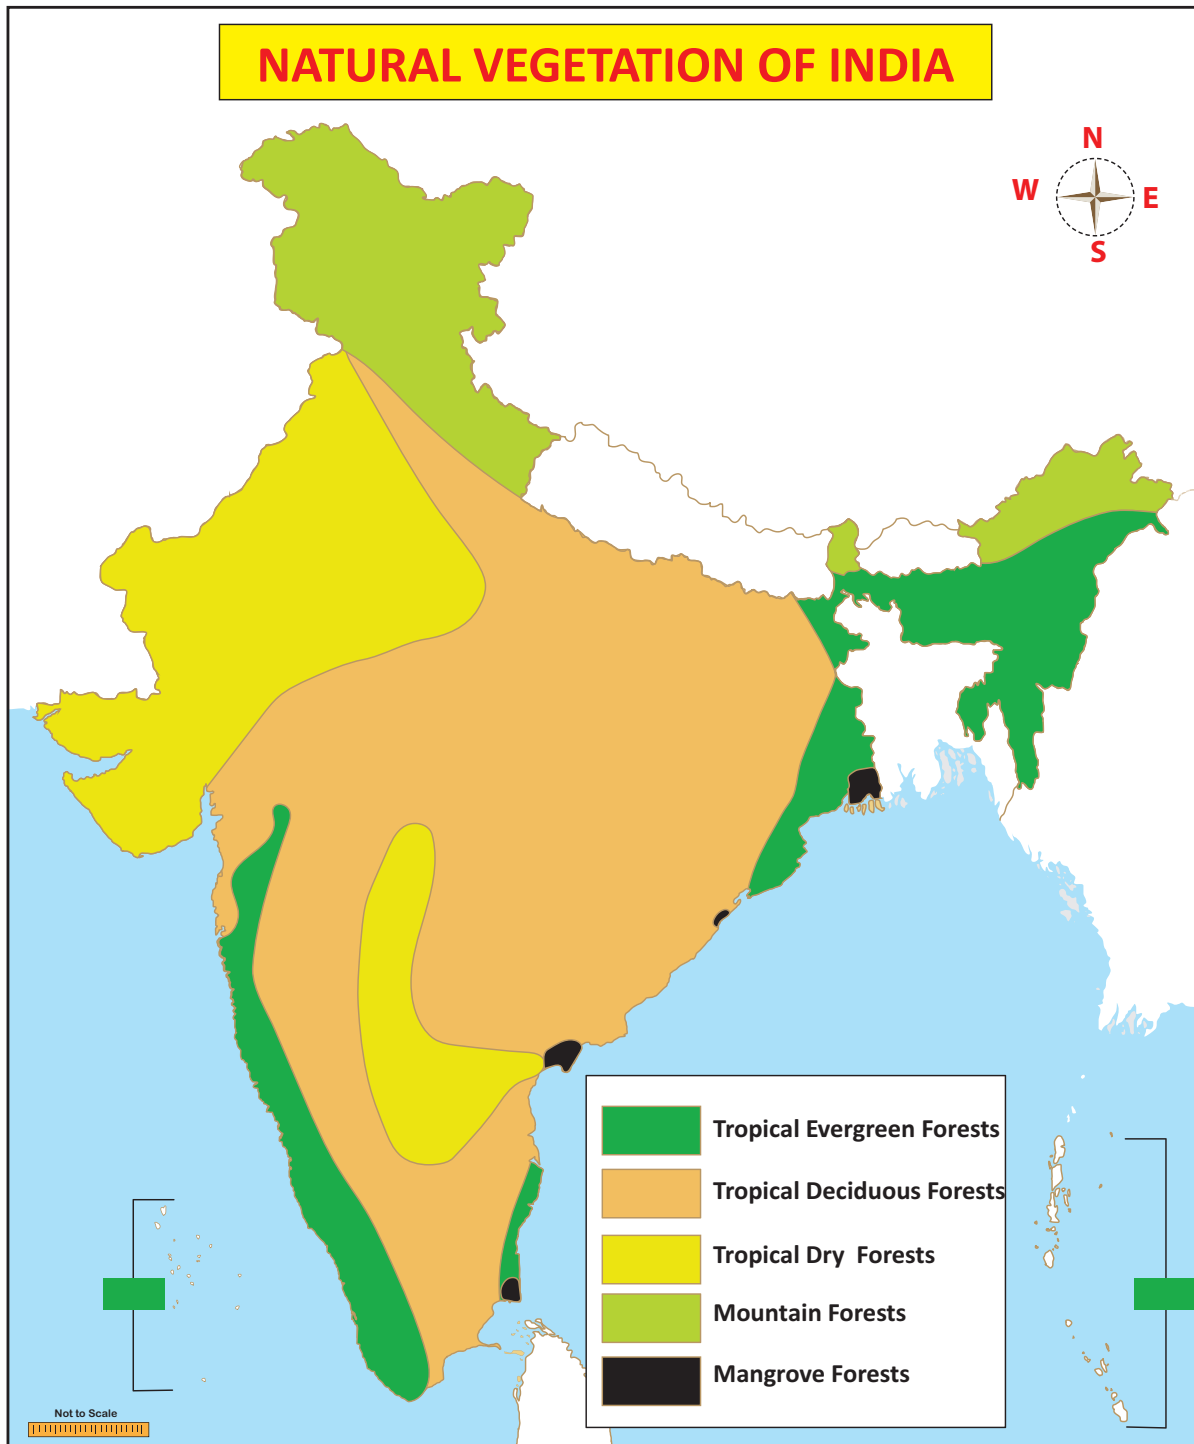 NATURAL VEGETATION OF INDIA
N
W
E
S
Tropical Evergreen Forests
Tropical Deciduous Forests
Tropical Dry Forests
Mountain Forests
Mangrove Forests
Not to Scale